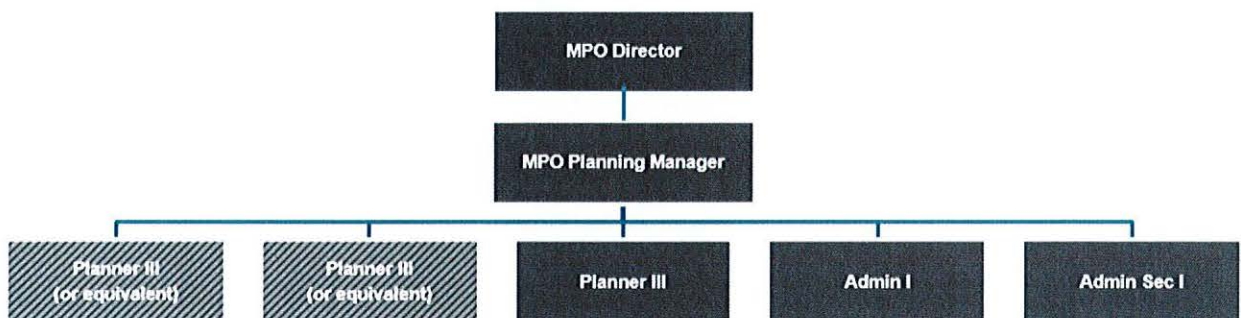 MPO Director
MPO Planning Manager
Planner III
(or equivalent)
Planner III
(or equivalent)
Planner III
Admin I
Admin Sec I